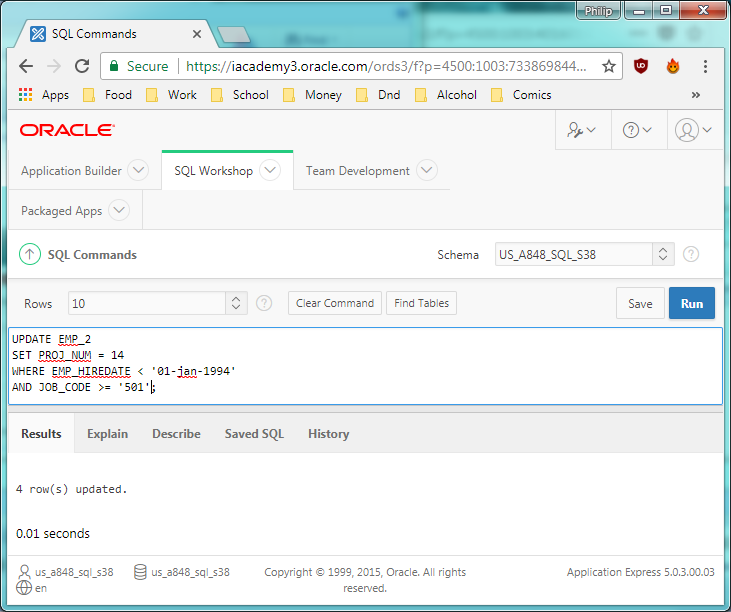 Philip
SQL Commands
Secure https://iacademy3.oracle.com/ords3/f?p=4500:1003:733869844...
Apps Food Work School Money Dnd Alcohol Comics »
ORACLE
Application Builder SQL Workshop Team Development
Packaged Apps
SQL Commands Schema US_A848_SQL_S38
Rows 10 Clear Command Find Tables Save Run
UPDATE EMP_2
SET PROJ_NUM = 14
WHERE EMP_HIREDATE < '01-jan-1994'
AND JOB_CODE >= '501';
Results Explain Describe Saved SQL History
4 row(s) updated.
0.01 seconds
us_a848_sql_s38 us_a848_sql_s38 Copyright © 1999, 2015, Oracle. All rights Application Express 5.0.3.00.03
en reserved.